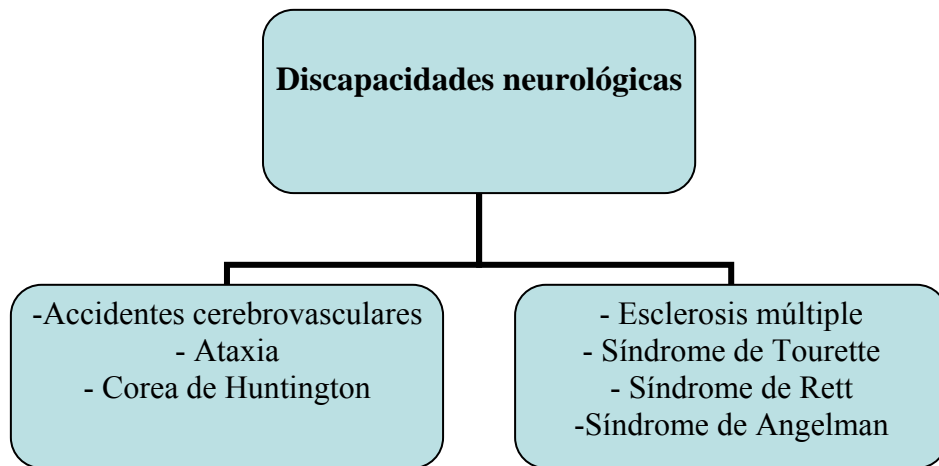 Discapacidades neurológicas
-Accidentes cerebrovasculares
- Ataxia
- Corea de Huntington
- Esclerosis múltiple
- Síndrome de Tourette
- Síndrome de Rett
-Síndrome de Angelman